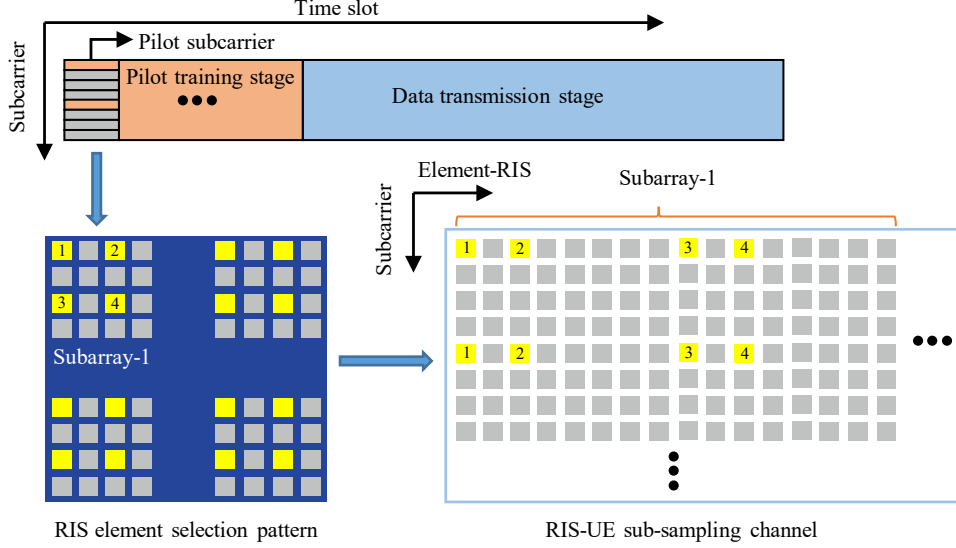 Time slot
Pilot subcarrier
Subcarrier
Pilot training stage
Data transmission stage
Element-RIS
Subarray-1
Subcarrier
1 2
3 4
Subarray-1
1 2 3 4
1 2 3 4
RIS element selection pattern
RIS-UE sub-sampling channel